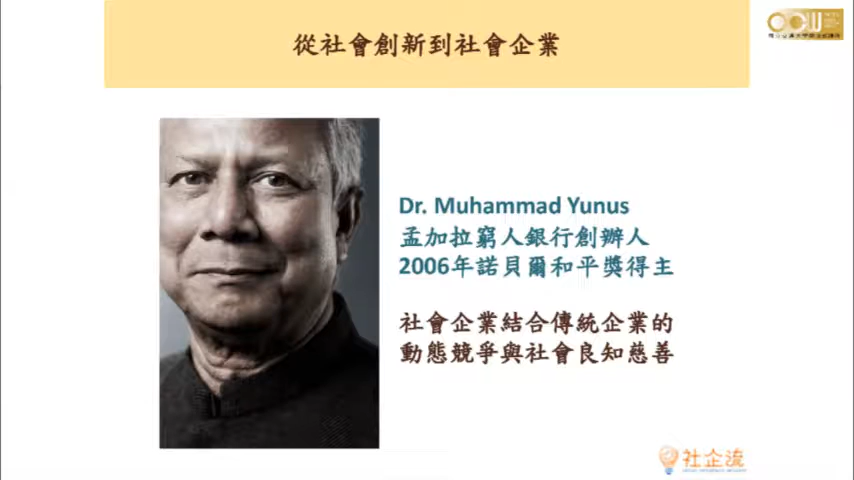 從社會創新到社會企業
OCW
Dr. Muhammad Yunus
孟加拉窮人銀行創辦人
2006年諾貝爾和平獎得主
社會企業結合傳統企業的
動態競爭與社會良知慈善
社企流